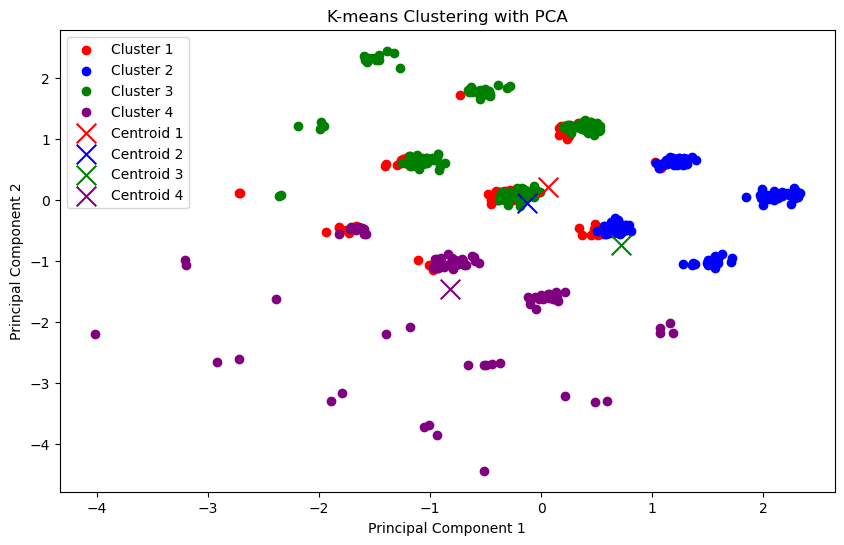 K-means Clustering with PCA
Cluster 1
Cluster 2
Cluster 3
Cluster 4
Centroid 1
Centroid 2
Centroid 3
Centroid 4
Principal Component 2
2
1
0
−1
−2
−3
−4
−4 −3 −2 −1 0 1 2
Principal Component 1